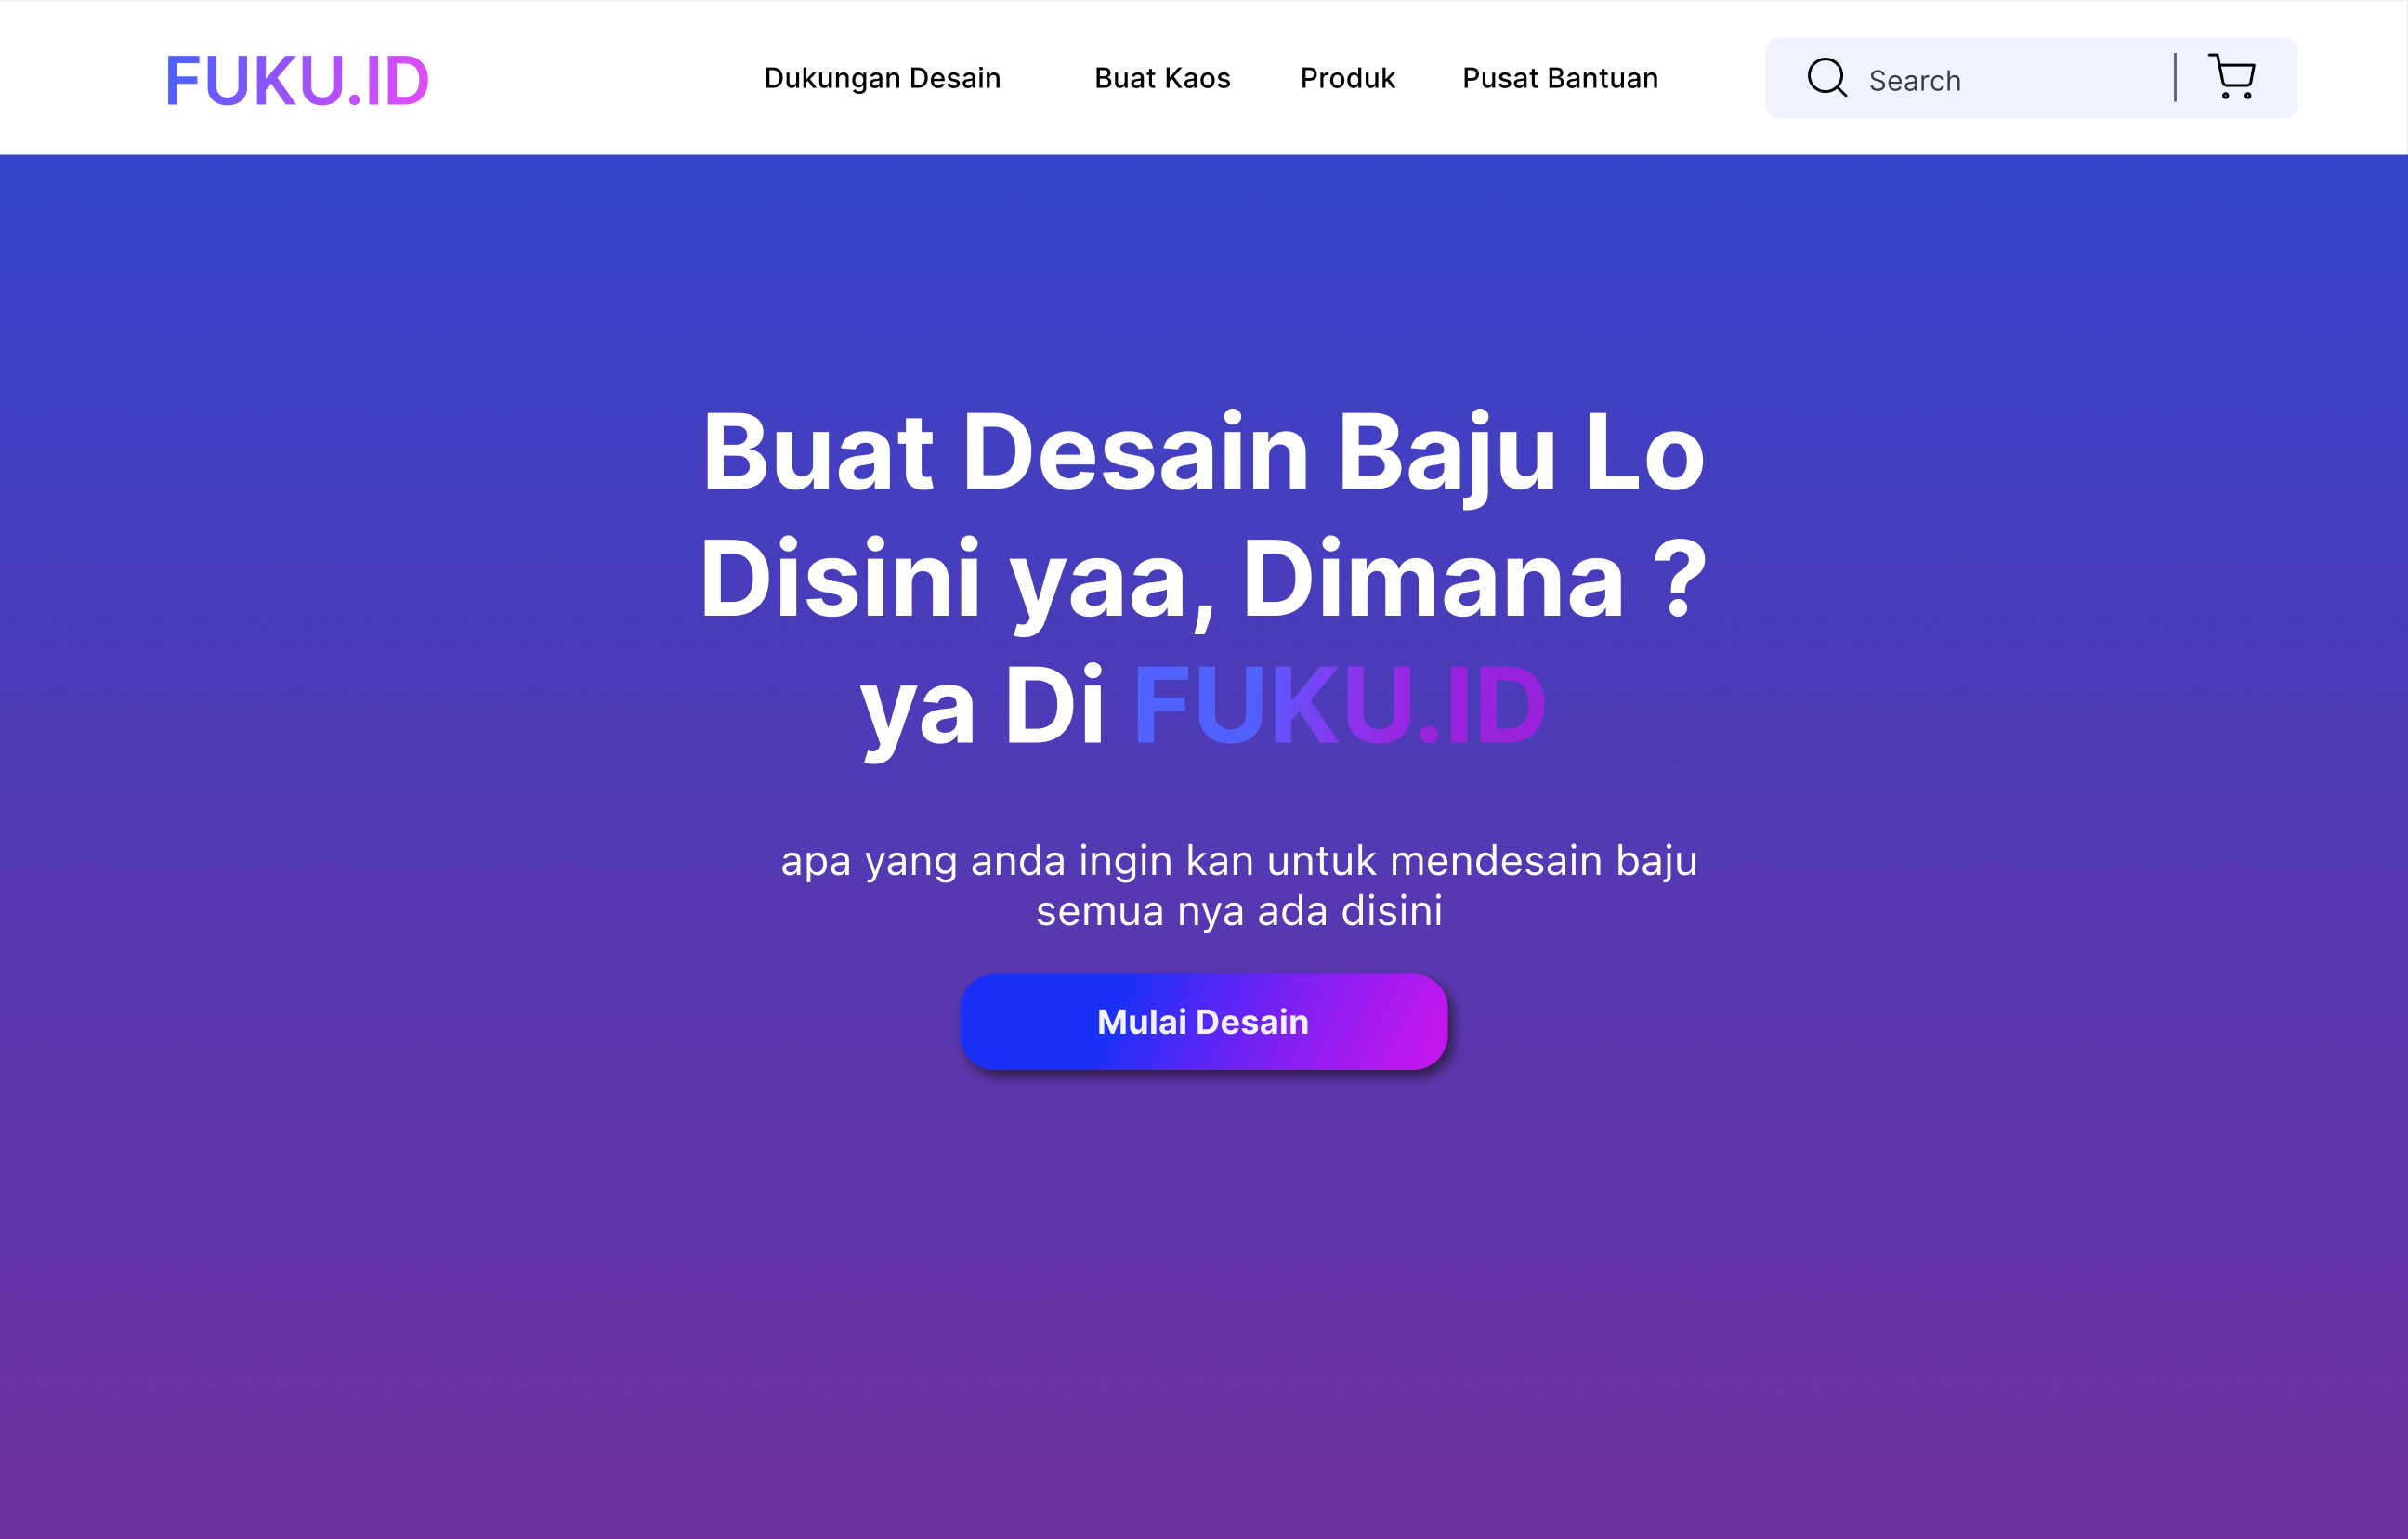 FUKU.ID
Dukungan Desain
Buat Kaos
Produk
Pusat Bantuan
Search
Buat Desain Baju Lo
Disini yaa, Dimana ?
ya Di FUKU.ID
apa yang anda ingin kan untuk mendesain baju
semua nya ada disini
Mulai Desain